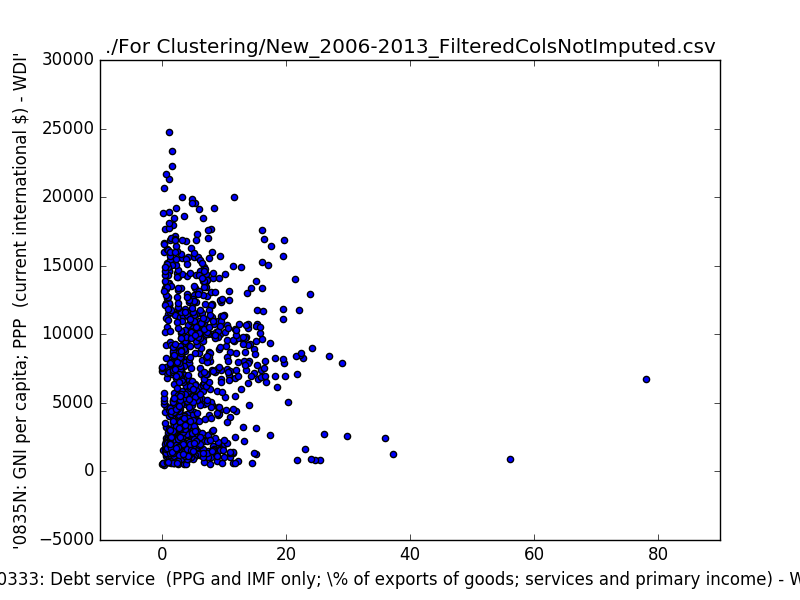 ./For Clustering/New_2006-2013_FilteredColsNotImputed.csv
30000
25000
20000
15000
10000
5000
0
−5000
'0835N: GNI per capita; PPP  (current international $) - WDI'
0 20 40 60 80
0333: Debt service  (PPG and IMF only; \% of exports of goods; services and primary income) - W